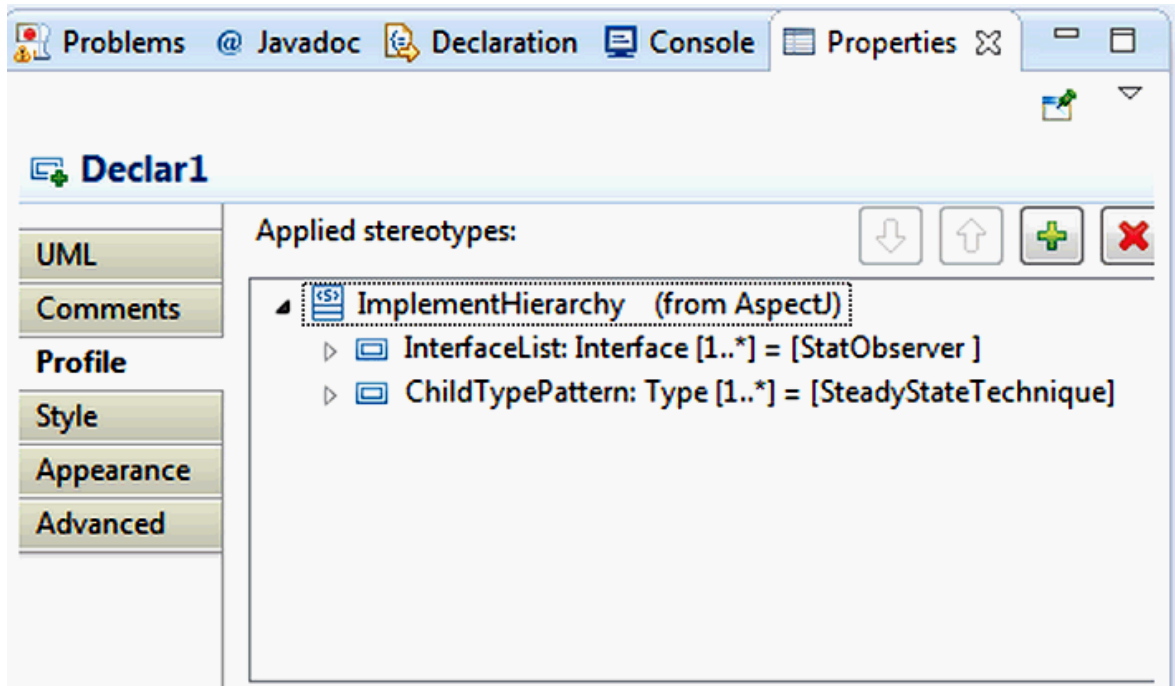 Problems @ Javadoc Declaration Console Properties
Declar1
Applied stereotypes:
UML
Comments
Profile
Style
Appearance
Advanced
<S> ImplementHierarchy (from AspectJ)
InterfaceList: Interface [1..*] = [StatObserver ]
ChildTypePattern: Type [1..*] = [SteadyStateTechnique]